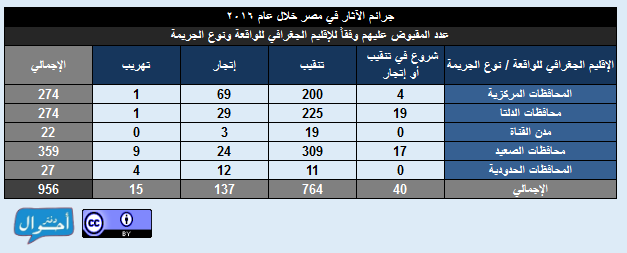 جرائم الآثار في مصر خلال عام ٢٠١٦
عدد المقبوض عليهم وفقاً للإقليم الجغرافي للواقعة ونوع الجريمة
الإقليم الجغرافي للواقعة / نوع الجريمة شروع في تنقيب أو إتجار تنقيب إتجار تهريب الإجمالي
المحافظات المركزية 4 200 69 1 274
محافظات الدلتا 19 225 29 1 274
مدن القناة 0 19 3 0 22
محافظات الصعيد 17 309 24 9 359
المحافظات الحدودية 0 11 12 4 27
الإجمالي 40 764 137 15 956
دفتر أحوال
cc
BY